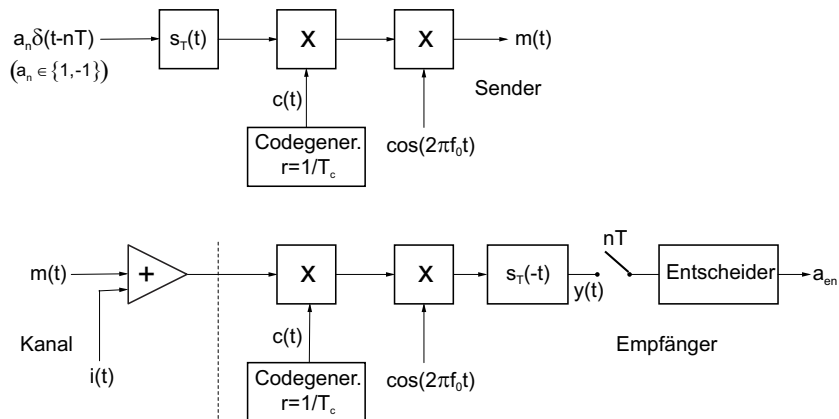 aₙδ(t-nT)
(aₙ ∈ {1,-1})
s_T(t)
X
X
m(t)
Sender
c(t)
Codegener.
r=1/T_c
cos(2πf₀t)
m(t)
+
Kanal
i(t)
X
X
s_T(-t)
y(t)
nT
Entscheider
a_en
c(t)
Codegener.
r=1/T_c
cos(2πf₀t)
Empfänger